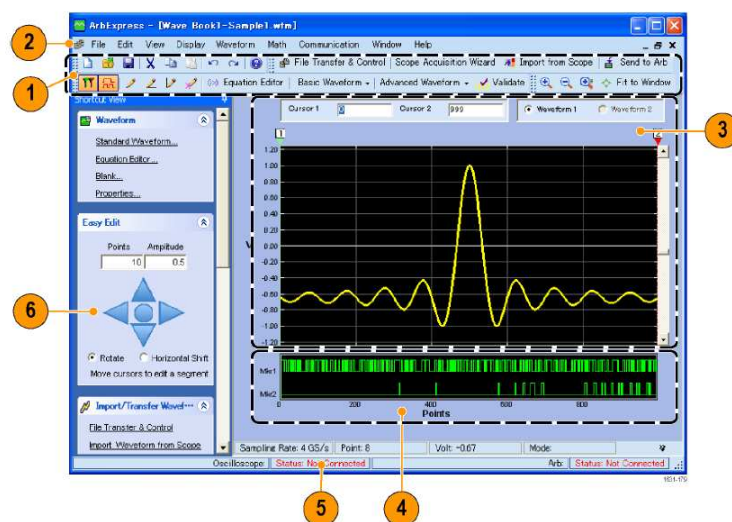 ArbExpress - [Wave Book1-Sample1.wfm]
2
File Edit View Display Waveform Math Communication Window Help
File Transfer & Control Scope Acquisition Wizard Import from Scope Send to Arb
1
Equation Editor Basic Waveform Advanced Waveform Validate Fit to Window
Shortcut View
Cursor 1 0 Cursor 2 999 Waveform 1 Waveform 2
3
Waveform
1 2
Standard Waveform...
Equation Editor...
Blank...
Properties...
1.20
1.00
0.80
0.60
0.40
0.20
0.00
-0.20
-0.40
-0.60
-0.80
-1.00
-1.20
V
Easy Edit
Points Amplitude
10 0.5
6
Rotate Horizontal Shift
Move cursors to edit a segment
Mkr1
Mkr2
0 200 400 600 800
Points
Import/Transfer Wavef...
File Transfer & Control
Import Waveform from Scope
4
Sampling Rate: 4 GS/s Point: 8 Volt: -0.67 Mode:
Oscilloscope: Status: Not Connected Arb: Status: Not Connected
5
1631-179